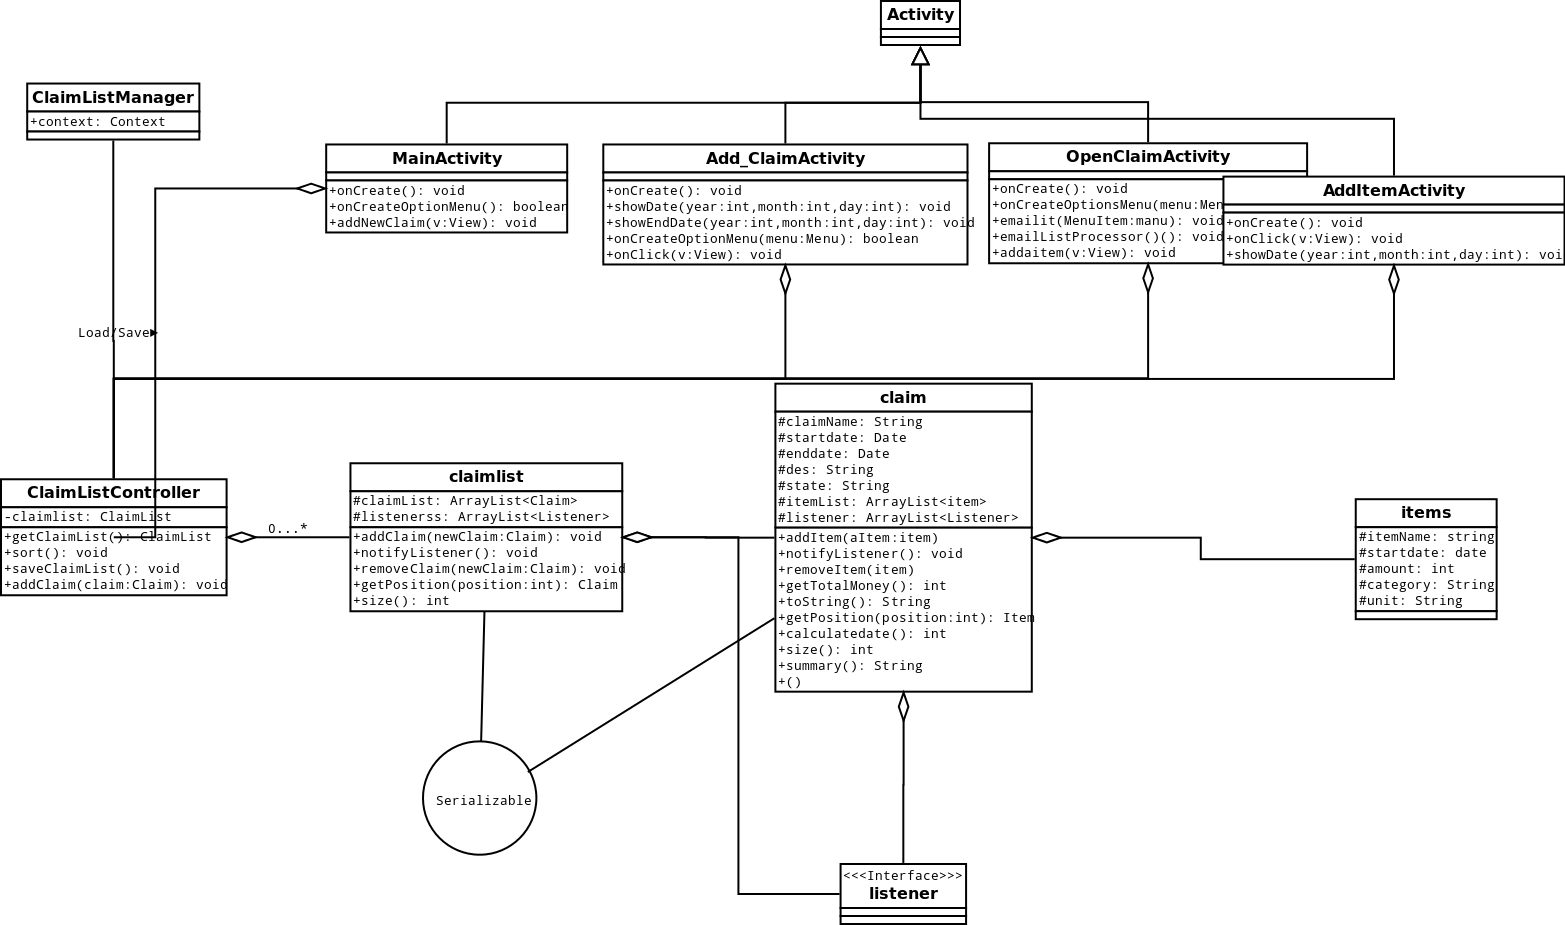 Activity
ClaimListManager
+context: Context
MainActivity
+onCreate(): void
+onCreateOptionMenu(): boolean
+addNewClaim(v:View): void
Add_ClaimActivity
+onCreate(): void
+showDate(year:int,month:int,day:int): void
+showEndDate(year:int,month:int,day:int): void
+onCreateOptionMenu(menu:Menu): boolean
+onClick(v:View): void
OpenClaimActivity
+onCreate(): void
+onCreateOptionsMenu(menu:Men
+emailit(MenuItem:manu): void
+emailListProcessor()(): void
+addaitem(v:View): void
AddItemActivity
+onCreate(): void
+onClick(v:View): void
+showDate(year:int,month:int,day:int): voi
Load/Save
ClaimListController
-claimlist: ClaimList
+getClaimList(): ClaimList
+sort(): void
+saveClaimList(): void
+addClaim(claim:Claim): void
0...*
claimlist
#claimList: ArrayList<Claim>
#listenerss: ArrayList<Listener>
+addClaim(newClaim:Claim): void
+notifyListener(): void
+removeClaim(newClaim:Claim): void
+getPosition(position:int): Claim
+size(): int
claim
#claimName: String
#startdate: Date
#enddate: Date
#des: String
#state: String
#itemList: ArrayList<item>
#listener: ArrayList<Listener>
+addItem(aItem:item)
+notifyListener(): void
+removeItem(item)
+getTotalMoney(): int
+toString(): String
+getPosition(position:int): Item
+calculatedate(): int
+size(): int
+summary(): String
+()
items
#itemName: string
#startdate: date
#amount: int
#category: String
#unit: String
Serializable
<<<Interface>>>
listener